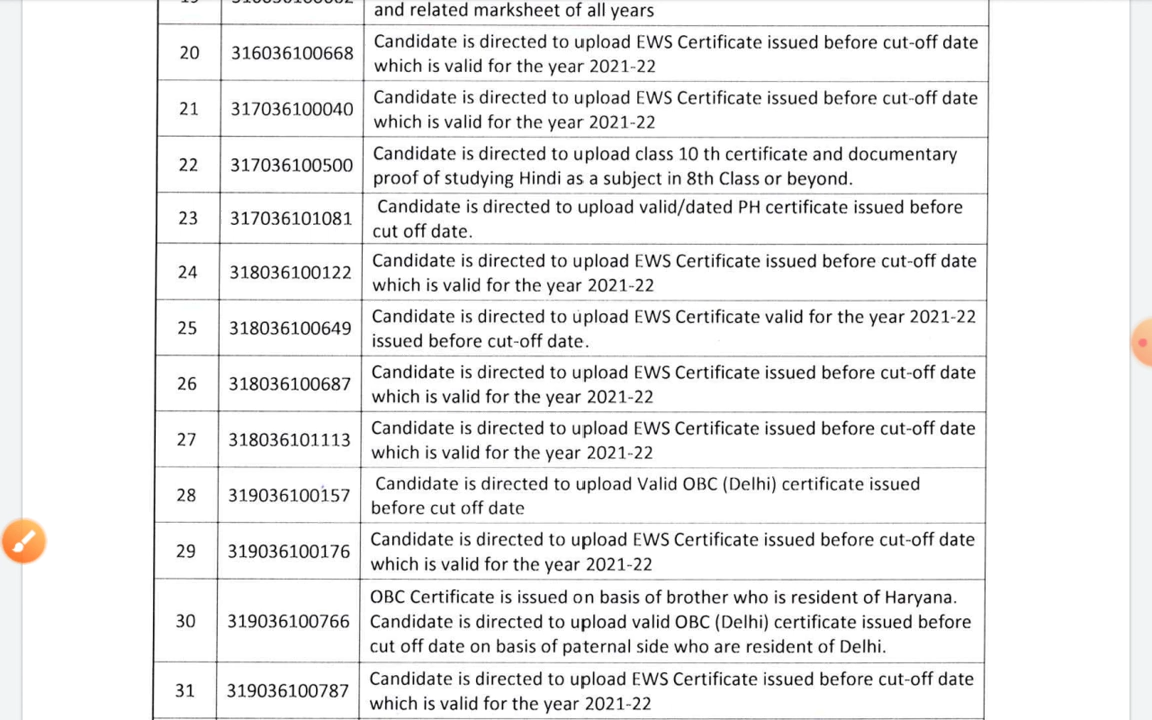 and related marksheet of all years
20 316036100668 Candidate is directed to upload EWS Certificate issued before cut-off date
which is valid for the year 2021-22
21 317036100040 Candidate is directed to upload EWS Certificate issued before cut-off date
which is valid for the year 2021-22
22 317036100500 Candidate is directed to upload class 10 th certificate and documentary
proof of studying Hindi as a subject in 8th Class or beyond.
23 317036101081 Candidate is directed to upload valid/dated PH certificate issued before
cut off date.
24 318036100122 Candidate is directed to upload EWS Certificate issued before cut-off date
which is valid for the year 2021-22
25 318036100649 Candidate is directed to upload EWS Certificate valid for the year 2021-22
issued before cut-off date.
26 318036100687 Candidate is directed to upload EWS Certificate issued before cut-off date
which is valid for the year 2021-22
27 318036101113 Candidate is directed to upload EWS Certificate issued before cut-off date
which is valid for the year 2021-22
28 319036100157 Candidate is directed to upload Valid OBC (Delhi) certificate issued
before cut off date
29 319036100176 Candidate is directed to upload EWS Certificate issued before cut-off date
which is valid for the year 2021-22
OBC Certificate is issued on basis of brother who is resident of Haryana.
30 319036100766 Candidate is directed to upload valid OBC (Delhi) certificate issued before
cut off date on basis of paternal side who are resident of Delhi.
31 319036100787 Candidate is directed to upload EWS Certificate issued before cut-off date
which is valid for the year 2021-22